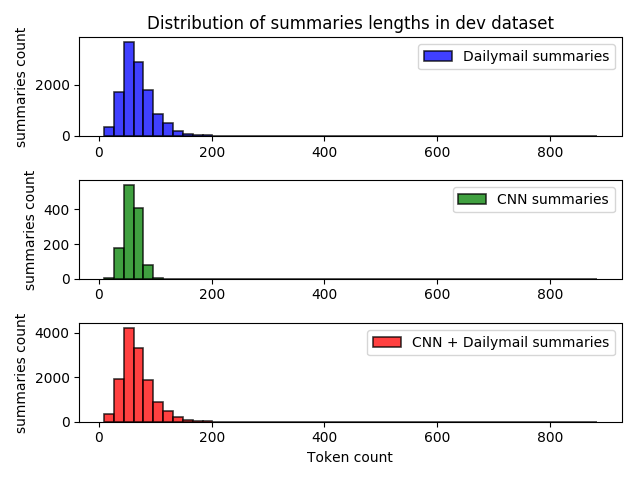 Distribution of summaries lengths in dev dataset
summaries count
2000
0
Dailymail summaries
0 200 400 600 800
summaries count
400
200
0
CNN summaries
0 200 400 600 800
summaries count
4000
2000
0
CNN + Dailymail summaries
0 200 400 600 800
Token count